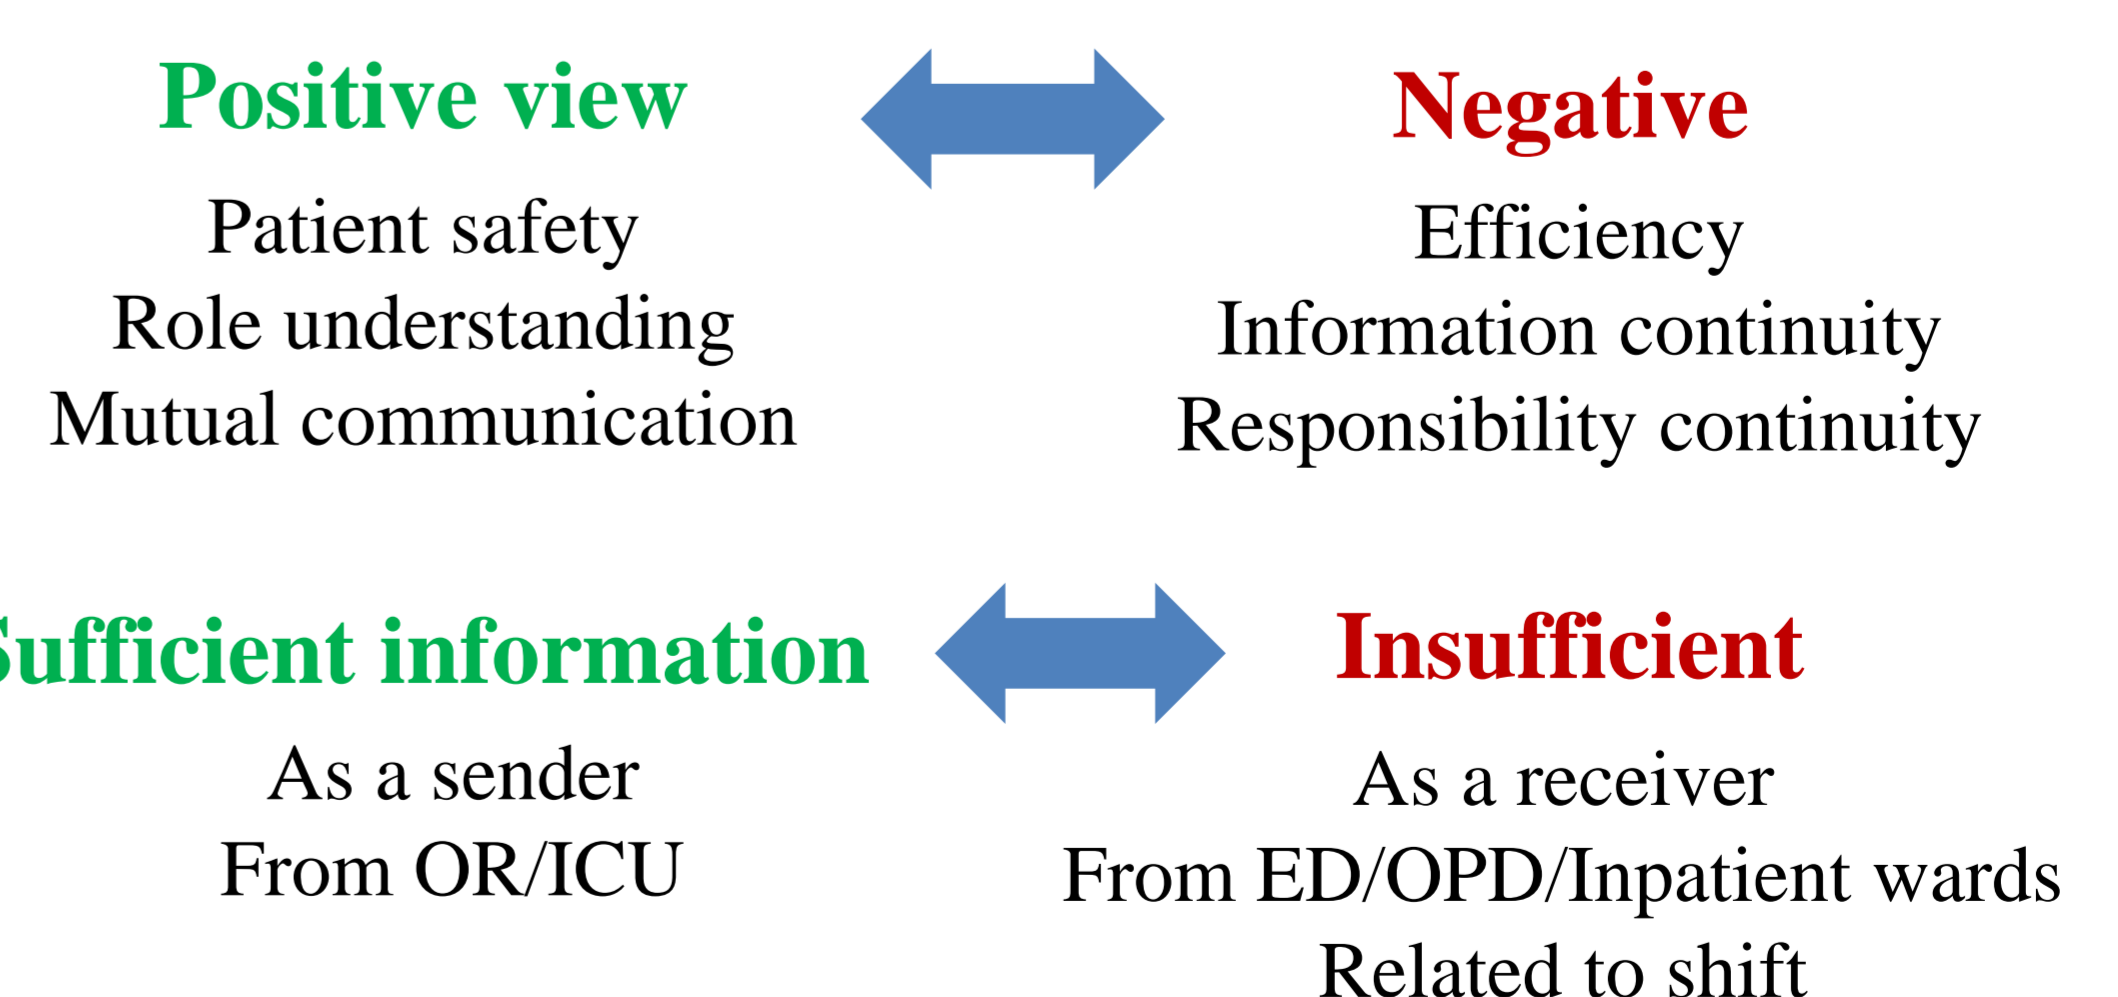 Positive view
Negative
Patient safety
Role understanding
Mutual communication
Efficiency
Information continuity
Responsibility continuity
Sufficient information
Insufficient
As a sender
From OR/ICU
As a receiver
From ED/OPD/Inpatient wards
Related to shift